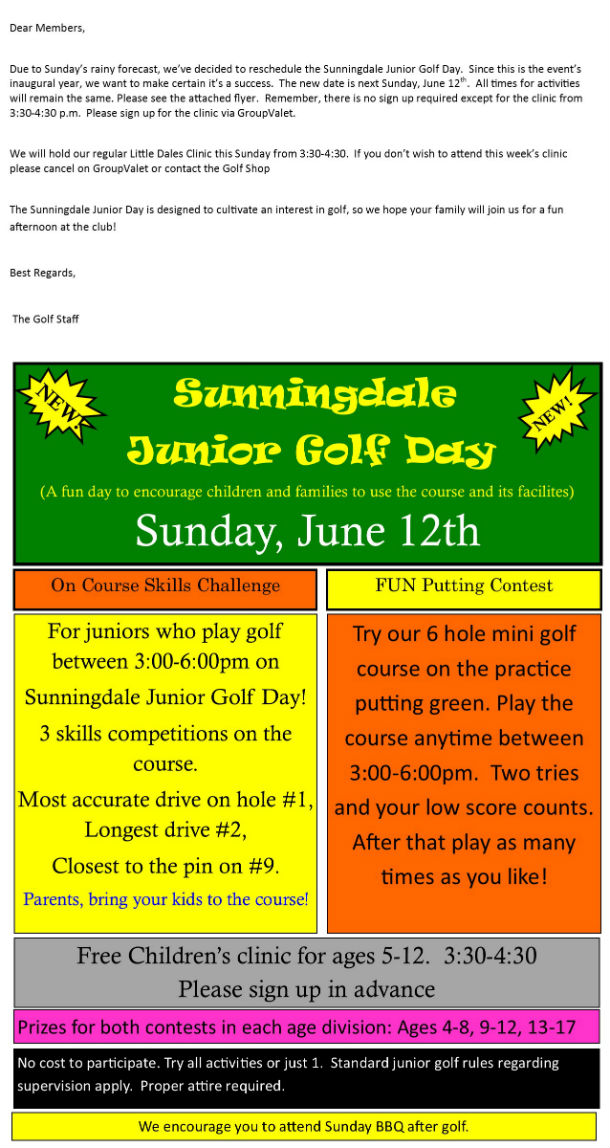 Dear Members,
Due to Sunday's rainy forecast, we've decided to reschedule the Sunningdale Junior Golf Day.  Since this is the event's
inaugural year, we want to make certain it's a success.  The new date is next Sunday, June 12th.  All times for activities
will remain the same. Please see the attached flyer.  Remember, there is no sign up required except for the clinic from
3:30-4:30 p.m.  Please sign up for the clinic via GroupValet.
We will hold our regular Little Dales Clinic this Sunday from 3:30-4:30.  If you don't wish to attend this week's clinic
please cancel on GroupValet or contact the Golf Shop
The Sunningdale Junior Day is designed to cultivate an interest in golf, so we hope your family will join us for a fun
afternoon at the club!
Best Regards,
The Golf Staff
NEW!
Sunningdale
NEW!
Junior Golf Day
(A fun day to encourage children and families to use the course and its facilites)
Sunday, June 12th
On Course Skills Challenge
For juniors who play golf
between 3:00-6:00pm on
Sunningdale Junior Golf Day!
3 skills competitions on the
course.
Most accurate drive on hole #1,
Longest drive #2,
Closest to the pin on #9.
Parents, bring your kids to the course!
FUN Putting Contest
Try our 6 hole mini golf
course on the practice
putting green. Play the
course anytime between
3:00-6:00pm.  Two tries
and your low score counts.
After that play as many
times as you like!
Free Children's clinic for ages 5-12.  3:30-4:30
Please sign up in advance
Prizes for both contests in each age division: Ages 4-8, 9-12, 13-17
No cost to participate. Try all activities or just 1.  Standard junior golf rules regarding
supervision apply.  Proper attire required.
We encourage you to attend Sunday BBQ after golf.